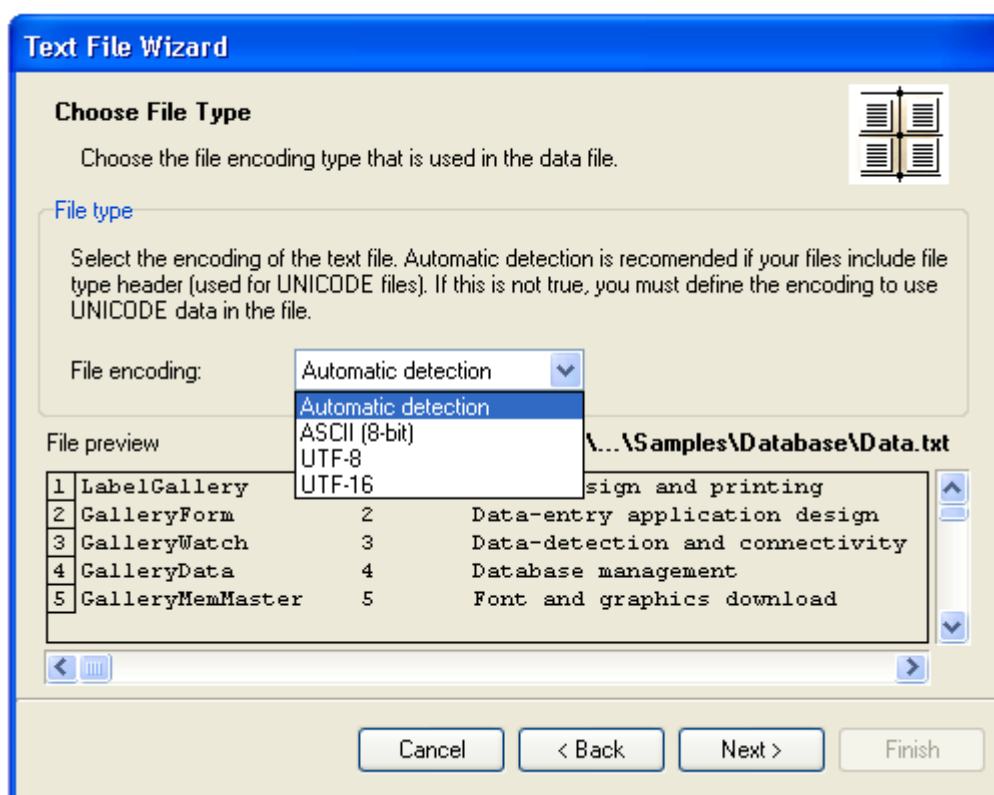 Text File Wizard
Choose File Type
Choose the file encoding type that is used in the data file.
File type
Select the encoding of the text file. Automatic detection is recomended if your files include file
type header (used for UNICODE files). If this is not true, you must define the encoding to use
UNICODE data in the file.
File encoding: Automatic detection
Automatic detection
ASCII (8-bit)
UTF-8
UTF-16
File preview \...\Samples\Database\Data.txt
1 LabelGallery sign and printing
2 GalleryForm 2 Data-entry application design
3 GalleryWatch 3 Data-detection and connectivity
4 GalleryData 4 Database management
5 GalleryMemMaster 5 Font and graphics download
Cancel < Back Next > Finish